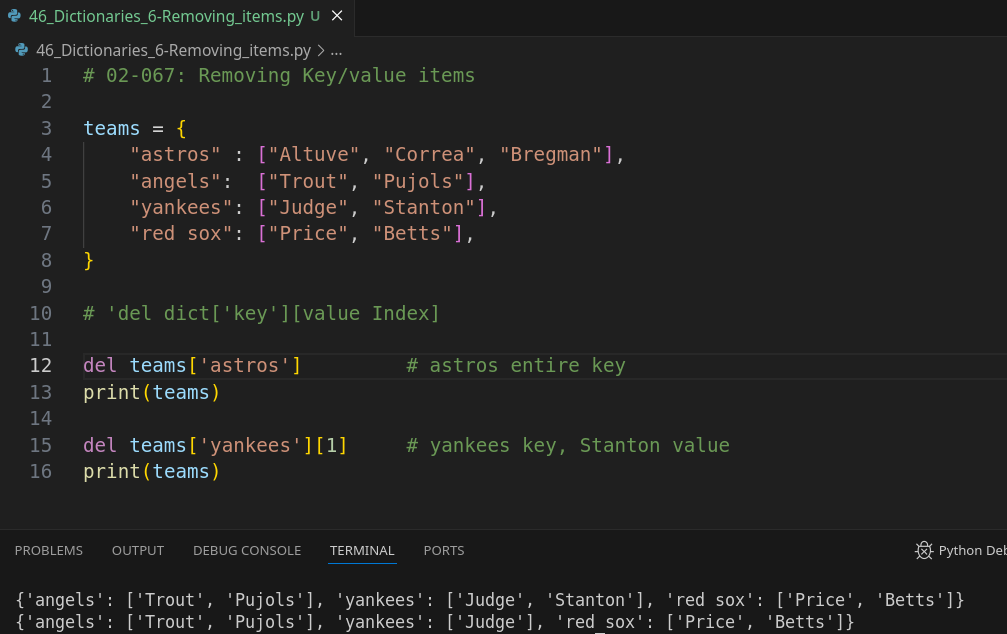 46_Dictionaries_6-Removing_items.py U ×
46_Dictionaries_6-Removing_items.py > ...
1 # 02-067: Removing Key/value items
2
3 teams = {
4     "astros" : ["Altuve", "Correa", "Bregman"],
5     "angels":  ["Trout", "Pujols"],
6     "yankees": ["Judge", "Stanton"],
7     "red sox": ["Price", "Betts"],
8 }
9
10 # 'del dict['key'][value Index]
11
12 del teams['astros']         # astros entire key
13 print(teams)
14
15 del teams['yankees'][1]     # yankees key, Stanton value
16 print(teams)
PROBLEMS OUTPUT DEBUG CONSOLE TERMINAL PORTS Python Deb
{'angels': ['Trout', 'Pujols'], 'yankees': ['Judge', 'Stanton'], 'red sox': ['Price', 'Betts']}
{'angels': ['Trout', 'Pujols'], 'yankees': ['Judge'], 'red sox': ['Price', 'Betts']}